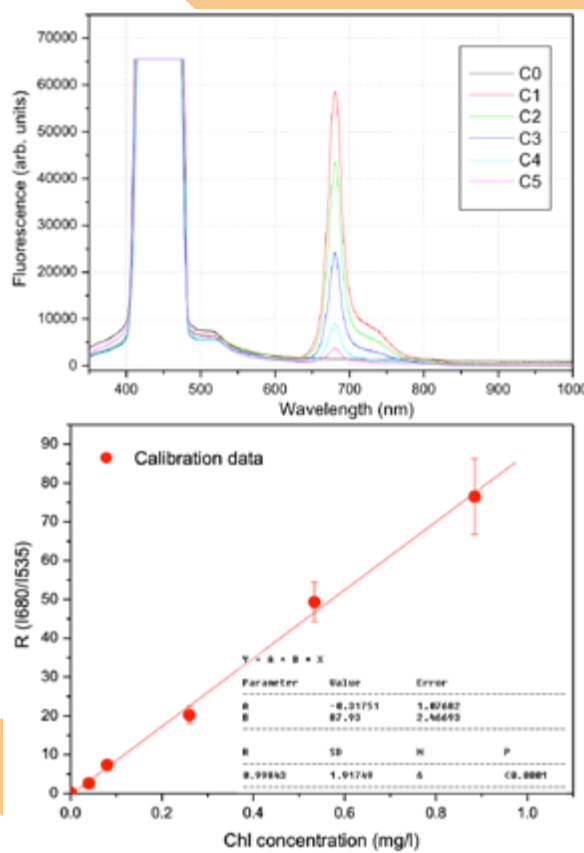 70000
60000
50000
40000
30000
20000
10000
0
Fluorescence (arb. units)
C0
C1
C2
C3
C4
C5
400 500 600 700 800 900 1000
Wavelength (nm)
90
80
70
60
50
40
30
20
10
0
R (I680/I535)
Calibration data
Y = A + B * X
Parameter Value Error
A -0.31751 1.07602
B 87.93 2.46693
R SD N P
0.99843 1.91749 6 <0.0001
0.0 0.2 0.4 0.6 0.8 1.0
Chl concentration (mg/l)